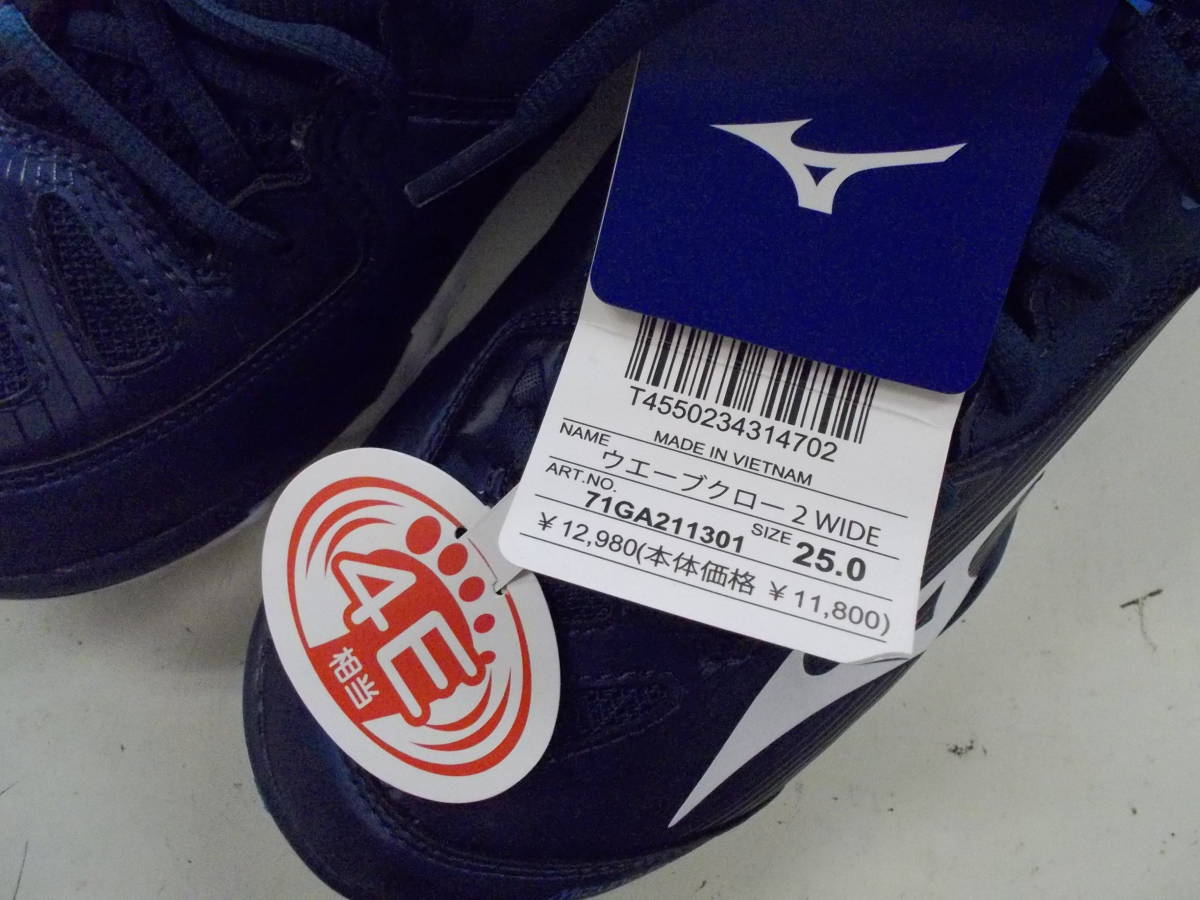 T4550234314702
MADE IN VIETNAM
NAME ウエーブクロー2 WIDE
ART.NO. 71GA211301 SIZE 25.0
￥12,980(本体価格 ￥11,800)
4E
相当